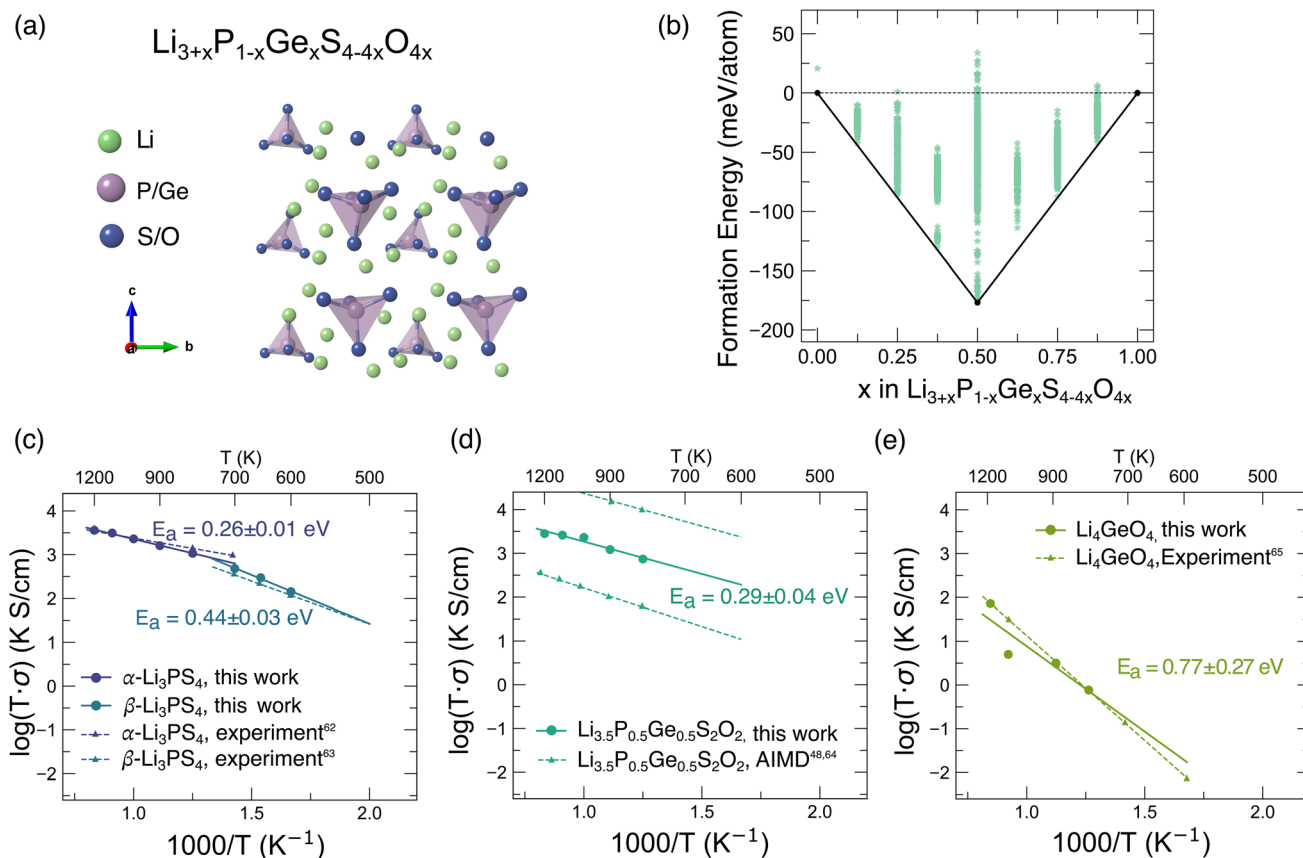 (a)
Li₃₊ₓP₁₋ₓGeₓS₄₋₄ₓO₄ₓ
Li
P/Ge
S/O
c
a
b
(b)
Formation Energy (meV/atom)
50
0
−50
−100
−150
−200
0.00 0.25 0.50 0.75 1.00
x in Li₃₊ₓP₁₋ₓGeₓS₄₋₄ₓO₄ₓ
(c)
T (K)
1200 900 700 600 500
log(T·σ) (K S/cm)
4
3
2
1
0
−1
−2
Eₐ = 0.26±0.01 eV
Eₐ = 0.44±0.03 eV
α-Li₃PS₄, this work
β-Li₃PS₄, this work
α-Li₃PS₄, experiment⁶²
β-Li₃PS₄, experiment⁶³
1.0 1.5 2.0
1000/T (K⁻¹)
(d)
T (K)
1200 900 700 600 500
log(T·σ) (K S/cm)
4
3
2
1
0
−1
−2
Eₐ = 0.29±0.04 eV
Li₃.₅P₀.₅Ge₀.₅S₂O₂, this work
Li₃.₅P₀.₅Ge₀.₅S₂O₂, AIMD⁴⁸,⁶⁴
1.0 1.5 2.0
1000/T (K⁻¹)
(e)
T (K)
1200 900 700 600 500
log(T·σ) (K S/cm)
4
3
2
1
0
−1
−2
Li₄GeO₄, this work
Li₄GeO₄,Experiment⁶⁵
Eₐ = 0.77±0.27 eV
1.0 1.5 2.0
1000/T (K⁻¹)